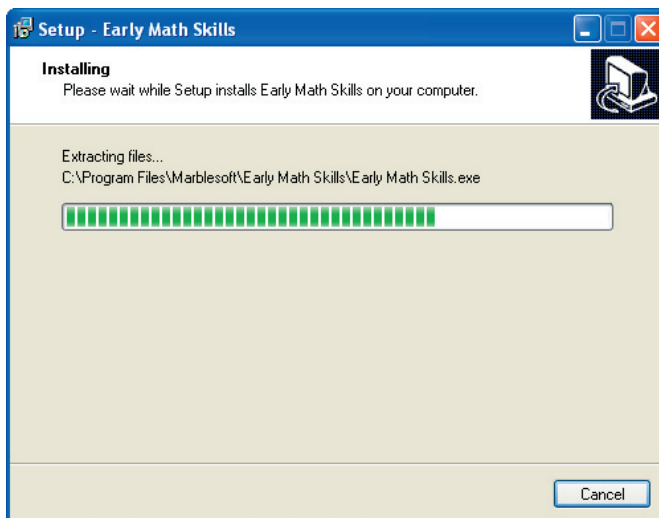 Setup - Early Math Skills
Installing
Please wait while Setup installs Early Math Skills on your computer.
Extracting files...
C:\Program Files\Marblesoft\Early Math Skills\Early Math Skills.exe
Cancel